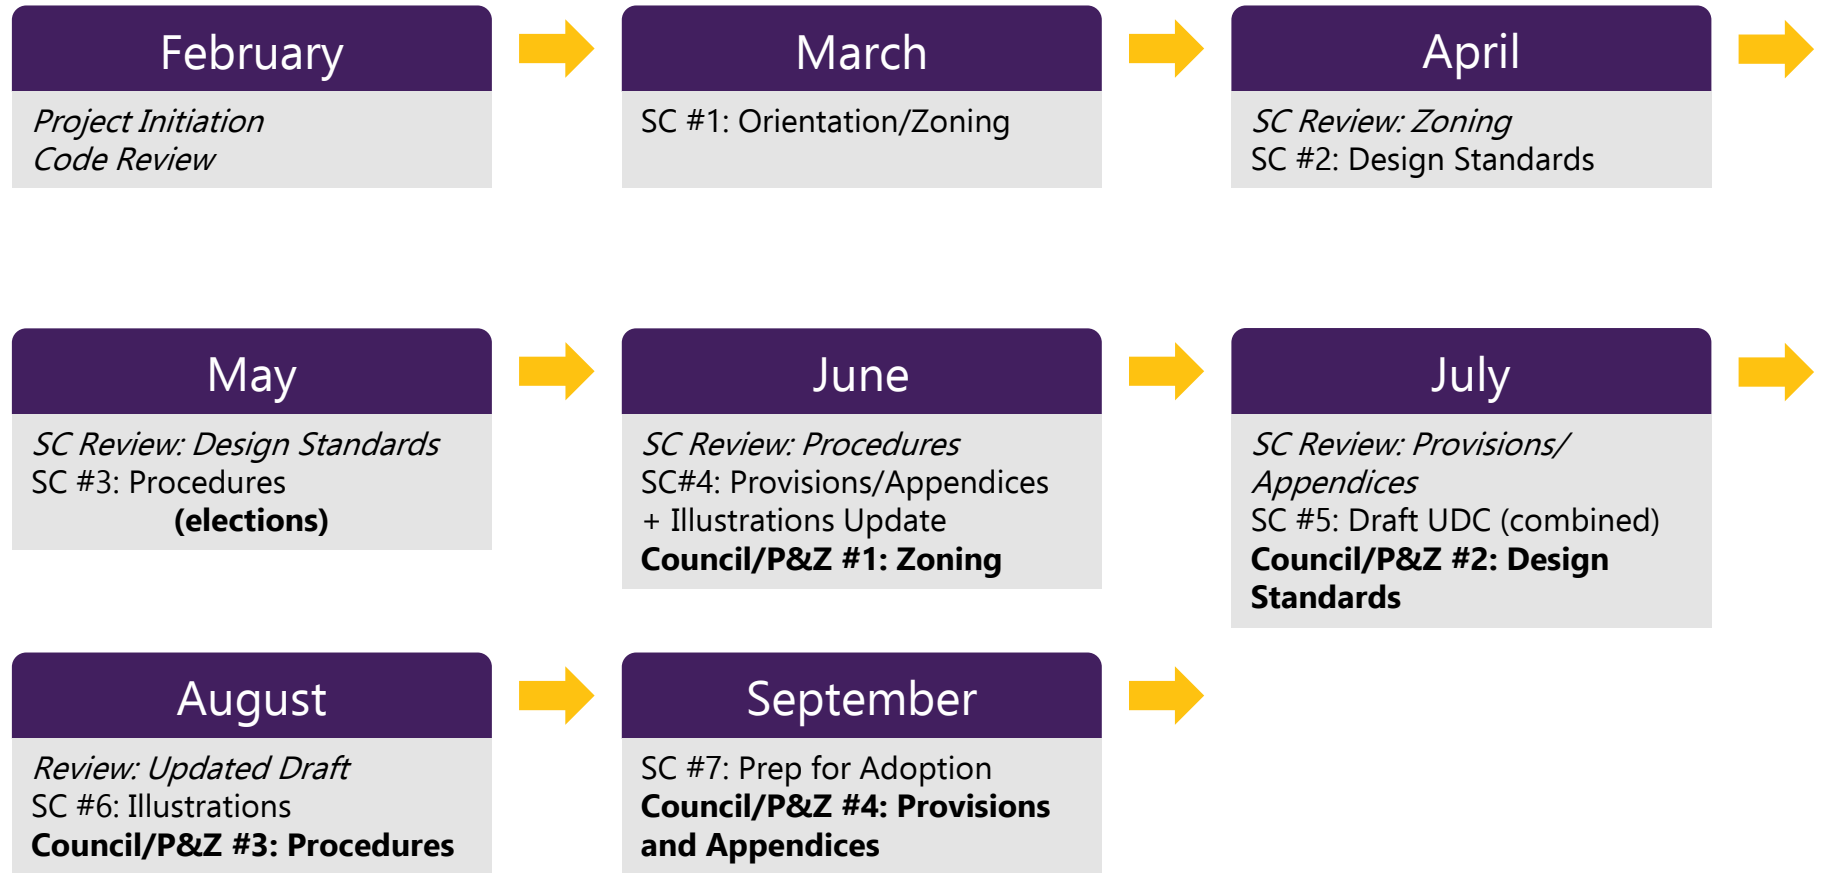 February
Project Initiation
Code Review
March
SC #1: Orientation/Zoning
April
SC Review: Zoning
SC #2: Design Standards
May
SC Review: Design Standards
SC #3: Procedures
(elections)
June
SC Review: Procedures
SC#4: Provisions/Appendices
+ Illustrations Update
Council/P&Z #1: Zoning
July
SC Review: Provisions/
Appendices
SC #5: Draft UDC (combined)
Council/P&Z #2: Design
Standards
August
Review: Updated Draft
SC #6: Illustrations
Council/P&Z #3: Procedures
September
SC #7: Prep for Adoption
Council/P&Z #4: Provisions
and Appendices